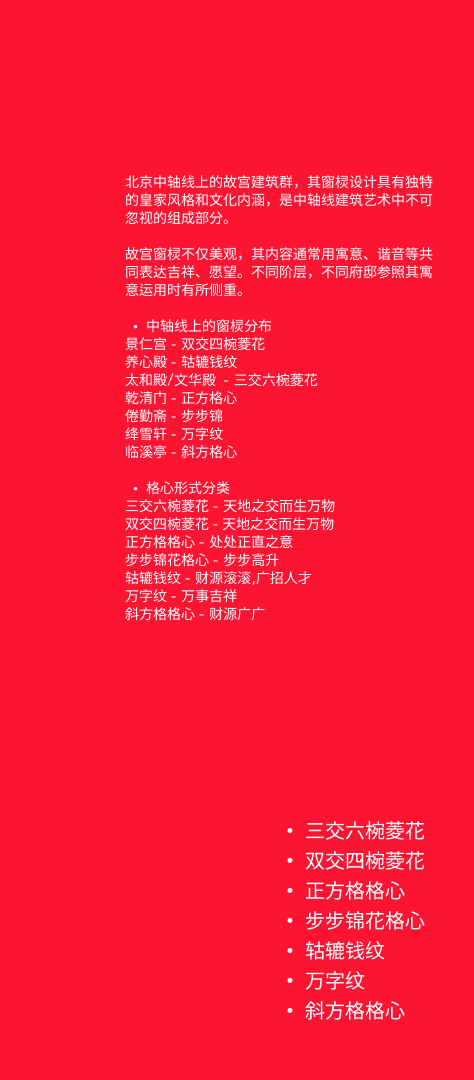 北京中轴线上的故宫建筑群，其窗棂设计具有独特
的皇家风格和文化内涵，是中轴线建筑艺术中不可
忽视的组成部分。
故宫窗棂不仅美观，其内容通常用寓意、谐音等共
同表达吉祥、愿望。不同阶层，不同府邸参照其寓
意运用时有所侧重。
• 中轴线上的窗棂分布
景仁宫 - 双交四椀菱花
养心殿 - 轱辘钱纹
太和殿/文华殿 - 三交六椀菱花
乾清门 - 正方格心
倦勤斋 - 步步锦
绛雪轩 - 万字纹
临溪亭 - 斜方格心
• 格心形式分类
三交六椀菱花 - 天地之交而生万物
双交四椀菱花 - 天地之交而生万物
正方格格心 - 处处正直之意
步步锦花格心 - 步步高升
轱辘钱纹 - 财源滚滚,广招人才
万字纹 - 万事吉祥
斜方格格心 - 财源广广
• 三交六椀菱花
• 双交四椀菱花
• 正方格格心
• 步步锦花格心
• 轱辘钱纹
• 万字纹
• 斜方格格心